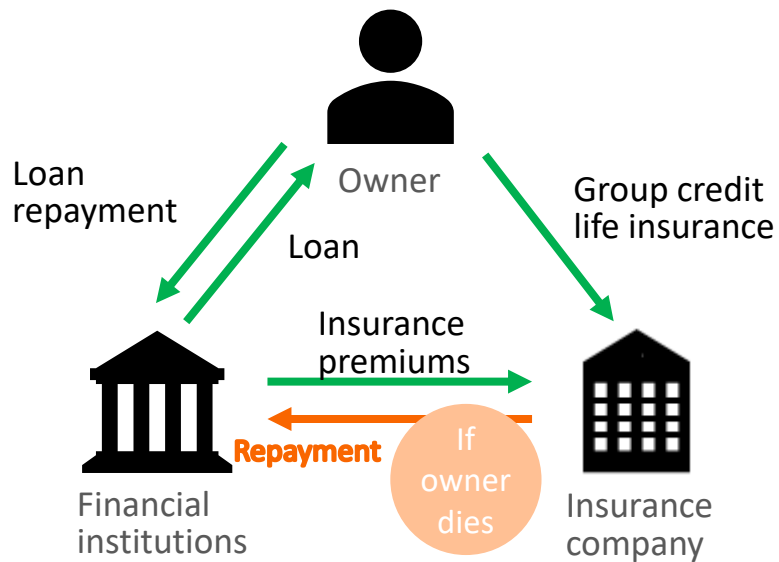 Loan
repayment
Owner
Loan
Group credit
life insurance
Insurance
premiums
Repayment
If
owner
dies
Financial
institutions
Insurance
company